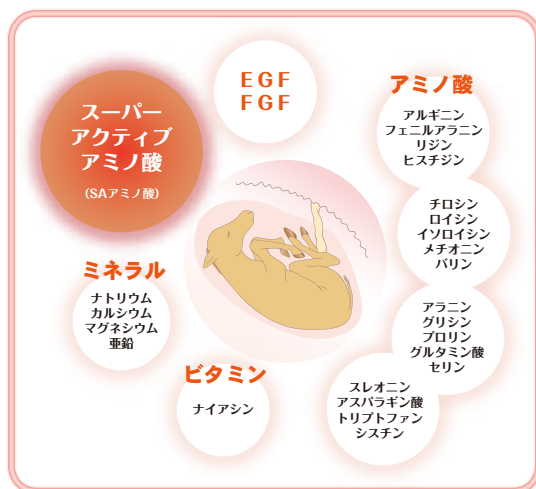 スーパー
アクティブ
アミノ酸
(SAアミノ酸)
EGF
FGF
アミノ酸
アルギニン
フェニルアラニン
リジン
ヒスチジン
チロシン
ロイシン
イソロイシン
メチオニン
バリン
アラニン
グリシン
プロリン
グルタミン酸
セリン
スレオニン
アスパラギン酸
トリプトファン
シスチン
ミネラル
ナトリウム
カルシウム
マグネシウム
亜鉛
ビタミン
ナイアシン